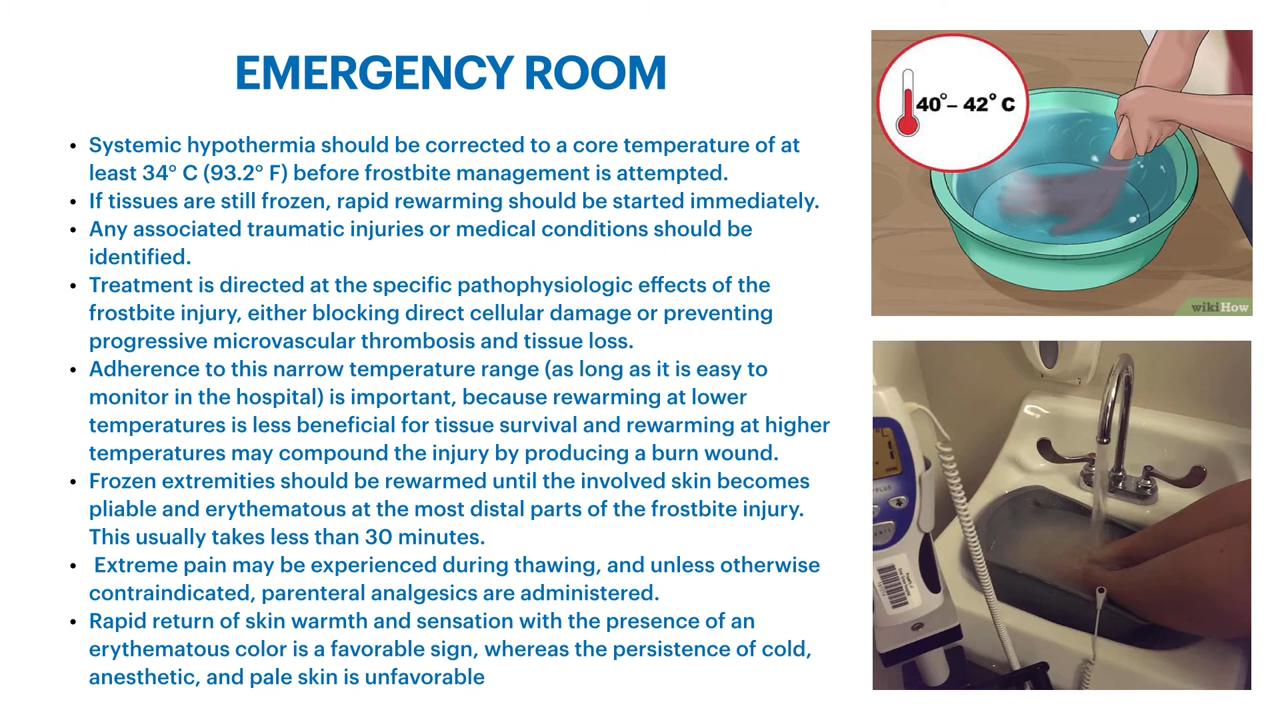 EMERGENCY ROOM
• Systemic hypothermia should be corrected to a core temperature of at
least 34° C (93.2° F) before frostbite management is attempted.
• If tissues are still frozen, rapid rewarming should be started immediately.
• Any associated traumatic injuries or medical conditions should be
identified.
• Treatment is directed at the specific pathophysiologic effects of the
frostbite injury, either blocking direct cellular damage or preventing
progressive microvascular thrombosis and tissue loss.
• Adherence to this narrow temperature range (as long as it is easy to
monitor in the hospital) is important, because rewarming at lower
temperatures is less beneficial for tissue survival and rewarming at higher
temperatures may compound the injury by producing a burn wound.
• Frozen extremities should be rewarmed until the involved skin becomes
pliable and erythematous at the most distal parts of the frostbite injury.
This usually takes less than 30 minutes.
• Extreme pain may be experienced during thawing, and unless otherwise
contraindicated, parenteral analgesics are administered.
• Rapid return of skin warmth and sensation with the presence of an
erythematous color is a favorable sign, whereas the persistence of cold,
anesthetic, and pale skin is unfavorable
40°– 42° C
wikiHow